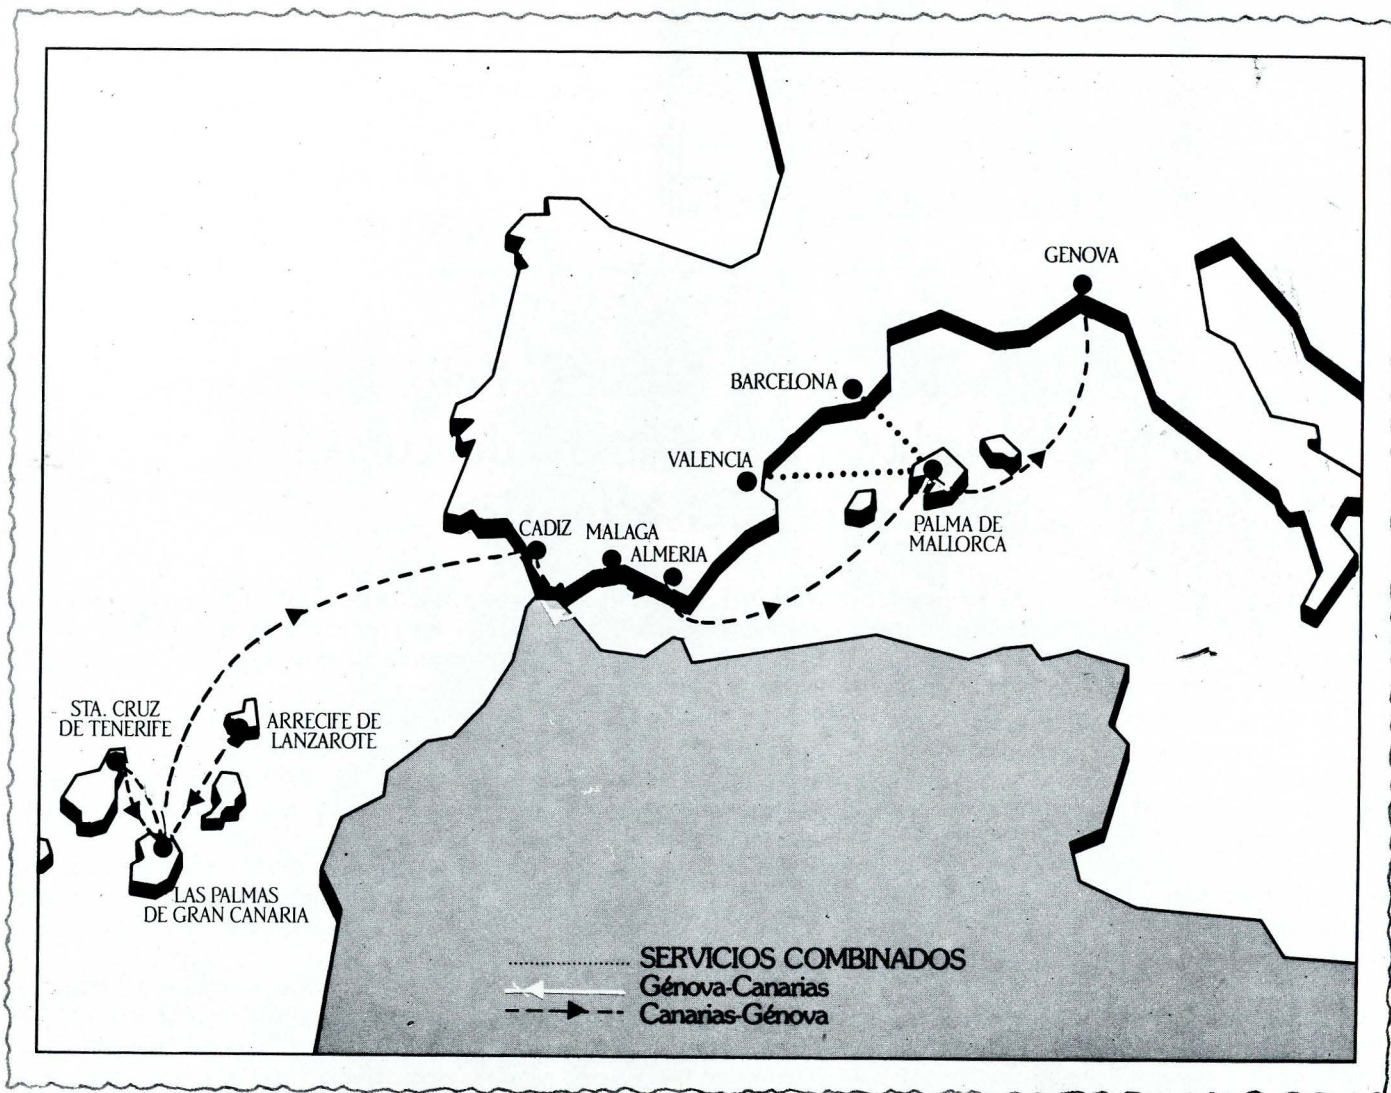 GENOVA
BARCELONA
VALENCIA
PALMA DE
MALLORCA
CADIZ
MALAGA
ALMERIA
STA. CRUZ
DE TENERIFE
ARRECIFE DE
LANZAROTE
LAS PALMAS
DE GRAN CANARIA
SERVICIOS COMBINADOS
Génova-Canarias
Canarias-Génova